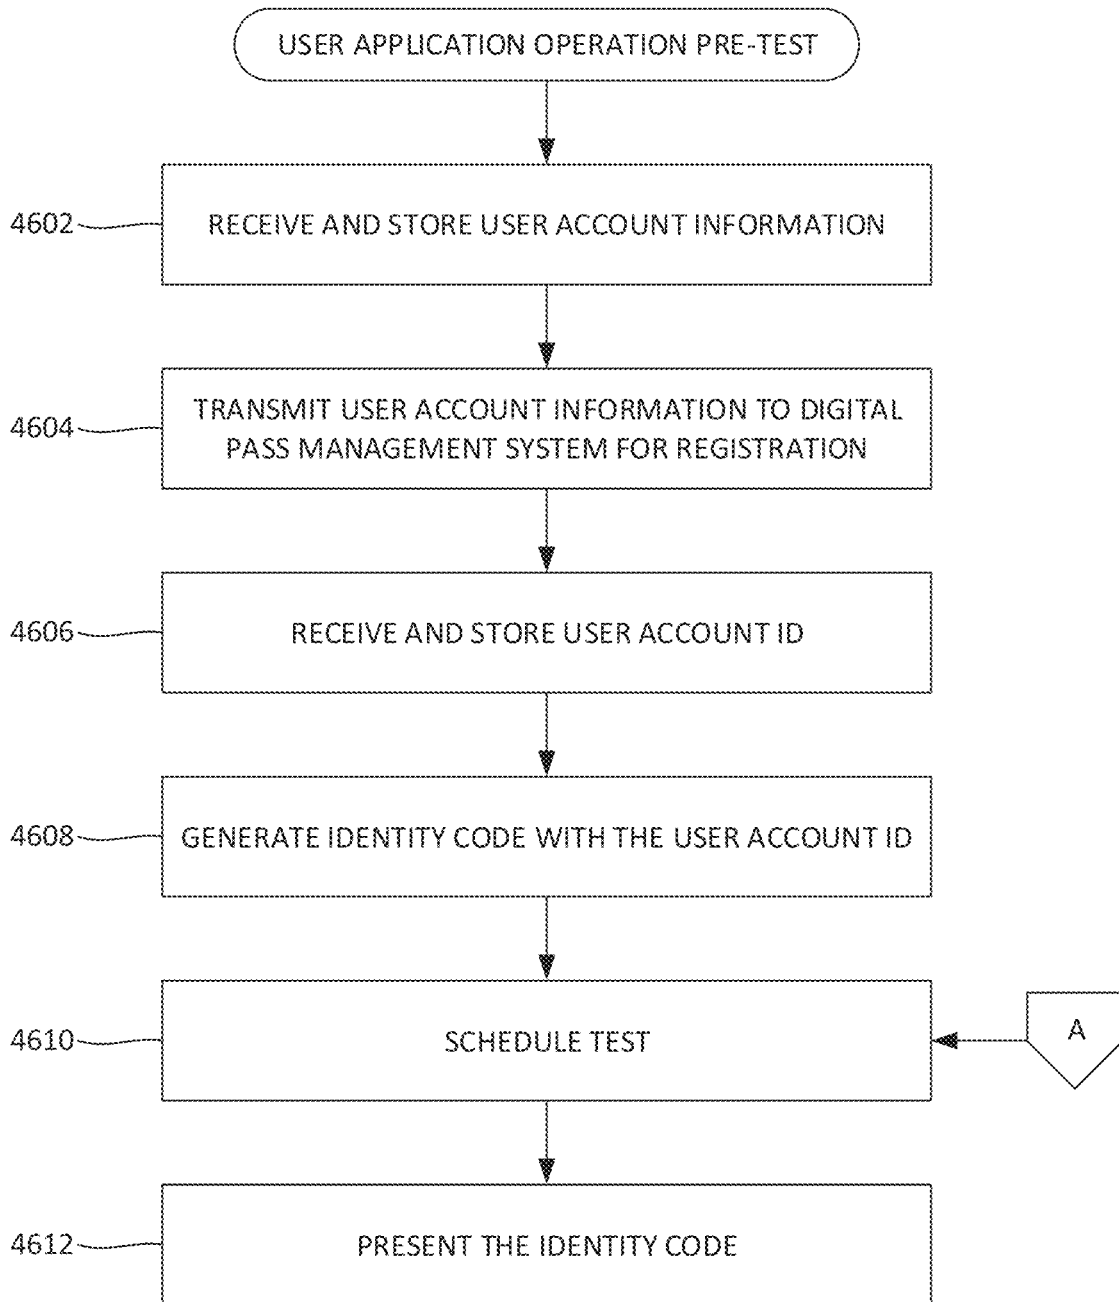 USER APPLICATION OPERATION PRE-TEST
4602
RECEIVE AND STORE USER ACCOUNT INFORMATION
4604
TRANSMIT USER ACCOUNT INFORMATION TO DIGITAL
PASS MANAGEMENT SYSTEM FOR REGISTRATION
4606
RECEIVE AND STORE USER ACCOUNT ID
4608
GENERATE IDENTITY CODE WITH THE USER ACCOUNT ID
4610
SCHEDULE TEST
A
4612
PRESENT THE IDENTITY CODE